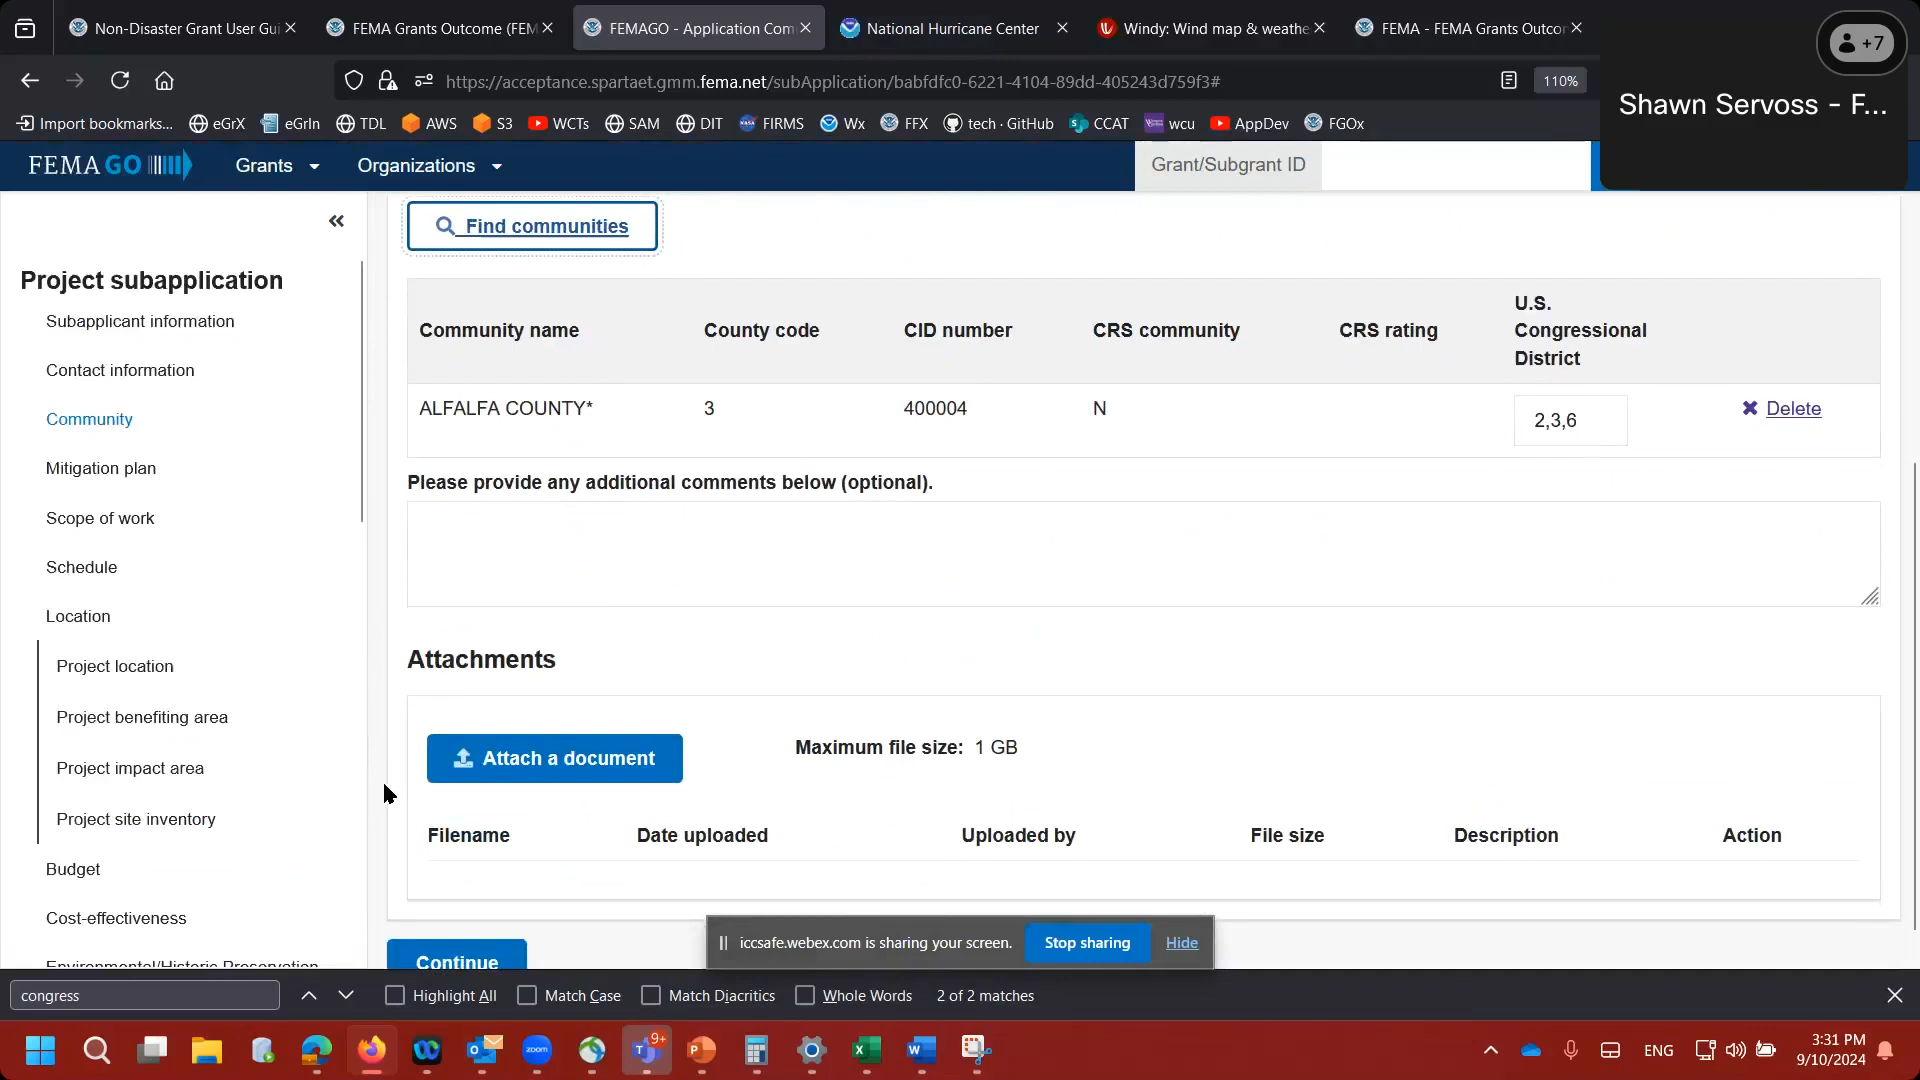 Non-Disaster Grant User Gui
FEMA Grants Outcome (FEM
FEMAGO - Application Com
National Hurricane Center
Windy: Wind map & weathe
FEMA - FEMA Grants Outcor
+7
https://acceptance.spartaet.gmm.fema.net/subApplication/babfdfc0-6221-4104-89dd-405243d759f3#
110%
Shawn Servoss - F...
Import bookmarks...
eGrX
eGrIn
TDL
AWS
S3
WCTs
SAM
DIT
FIRMS
Wx
FFX
tech · GitHub
CCAT
wcu
AppDev
FGOx
FEMA GO
Grants
Organizations
Grant/Subgrant ID
Project subapplication
Subapplicant information
Contact information
Community
Mitigation plan
Scope of work
Schedule
Location
Project location
Project benefiting area
Project impact area
Project site inventory
Budget
Cost-effectiveness
Environmental/Historic Preservation
Find communities
Community name
County code
CID number
CRS community
CRS rating
U.S.
Congressional
District
ALFALFA COUNTY*
3
400004
N
2,3,6
Delete
Please provide any additional comments below (optional).
Attachments
Attach a document
Maximum file size: 1 GB
Filename
Date uploaded
Uploaded by
File size
Description
Action
Continue
iccsafe.webex.com is sharing your screen.
Stop sharing
Hide
congress
Highlight All
Match Case
Match Diacritics
Whole Words
2 of 2 matches
zoom
9+
ENG
3:31 PM
9/10/2024